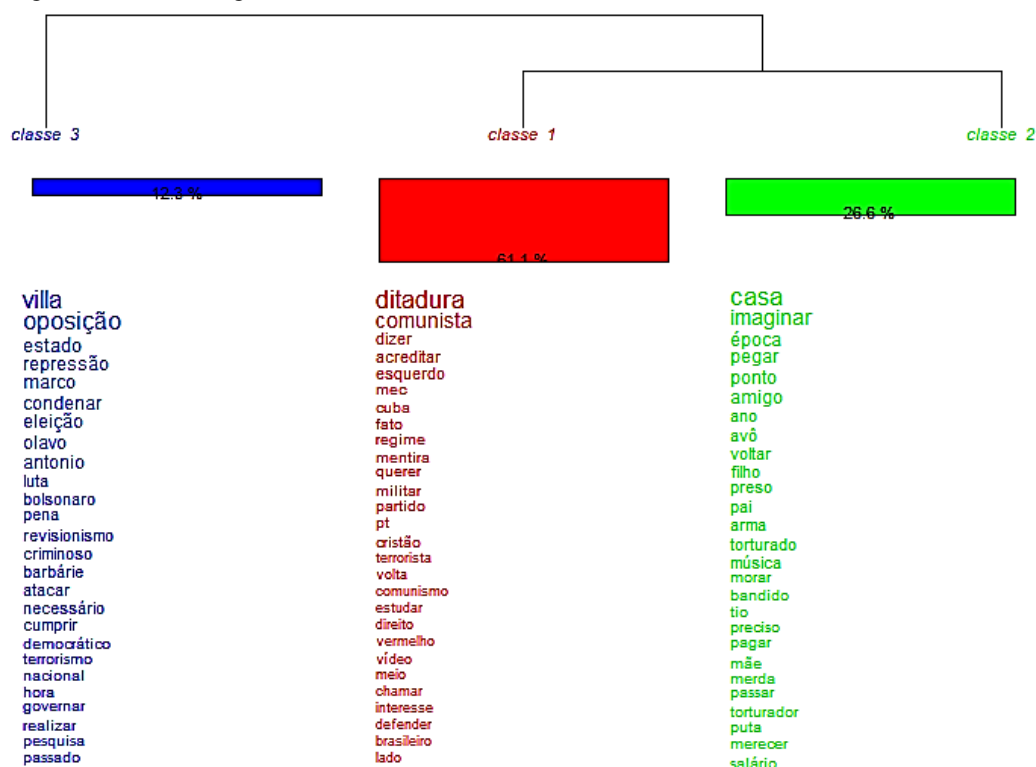 classe 3
classe 1
classe 2
12.3 %
61.1 %
26.6 %
villa
oposição
estado
repressão
marco
condenar
eleição
olavo
antonio
luta
bolsonaro
pena
revisionismo
criminoso
barbárie
atacar
necessário
cumprir
democrático
terrorismo
nacional
hora
governar
realizar
pesquisa
passado
ditadura
comunista
dizer
acreditar
esquerdo
mec
cuba
fato
regime
mentira
querer
militar
partido
pt
cristão
terrorista
volta
comunismo
estudar
direito
vermelho
vídeo
meio
chamar
interesse
defender
brasileiro
lado
casa
imaginar
época
pegar
ponto
amigo
ano
avô
voltar
filho
preso
pai
arma
torturado
música
morar
bandido
tio
preciso
pagar
mãe
merda
passar
torturador
puta
merecer
salário